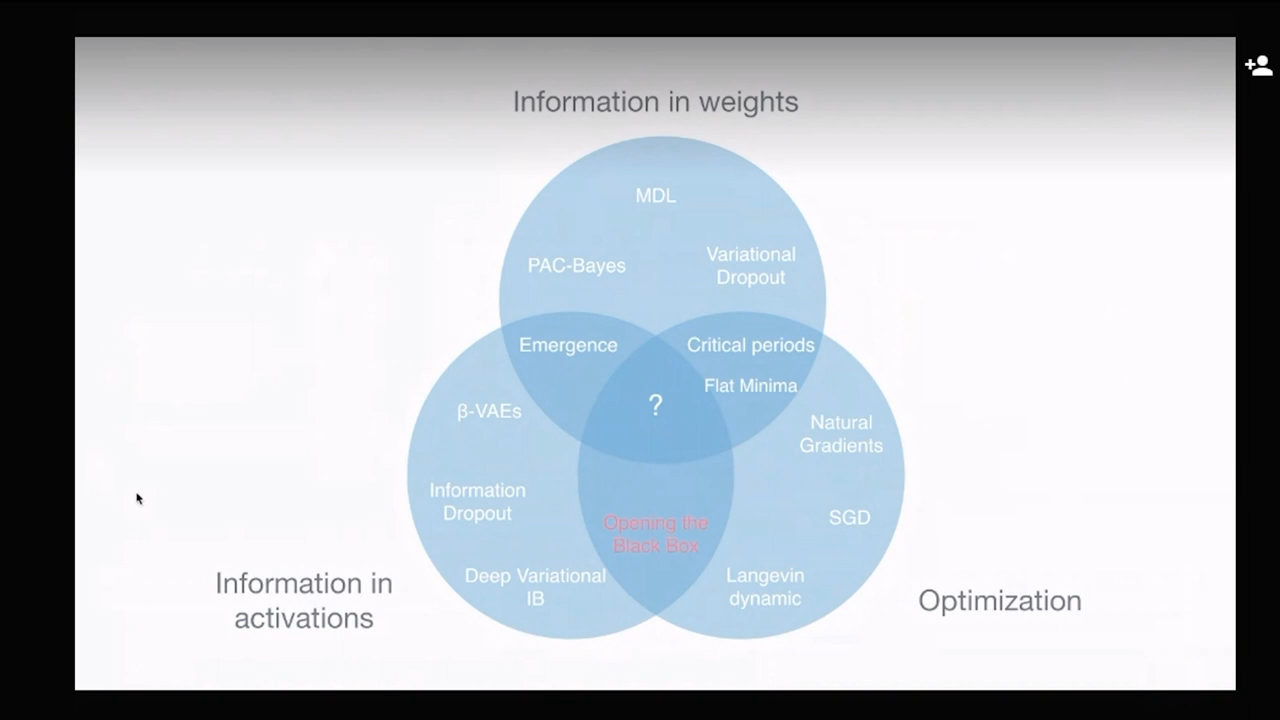 Information in weights
MDL
PAC-Bayes
Variational
Dropout
Emergence
Critical periods
Flat Minima
?
β-VAEs
Natural
Gradients
Information
Dropout
SGD
Opening the
Black Box
Deep Variational
IB
Langevin
dynamic
Information in
activations
Optimization